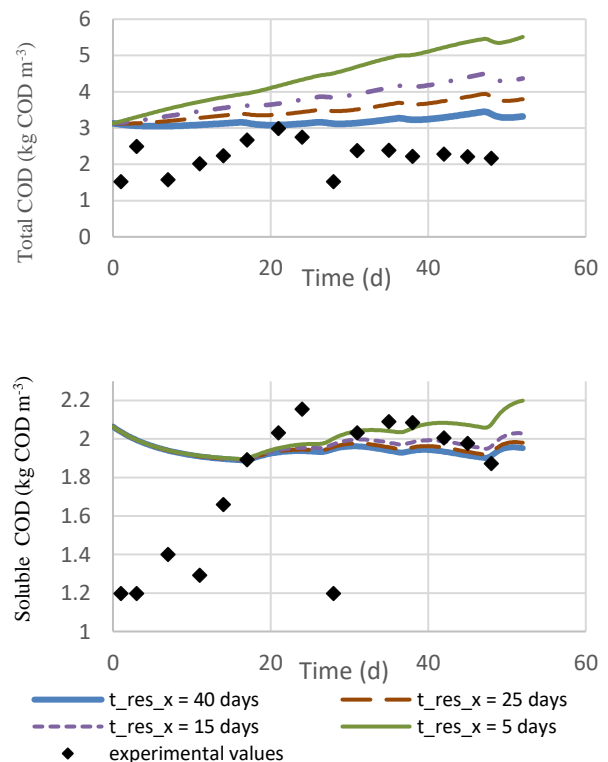 Total COD (kg COD m-3)
6
5
4
3
2
1
0
0 20 40 60
Time (d)
Soluble COD (kg COD m-3)
2.2
2
1.8
1.6
1.4
1.2
1
0 20 40 60
Time (d)
t_res_x = 40 days t_res_x = 25 days
t_res_x = 15 days t_res_x = 5 days
experimental values